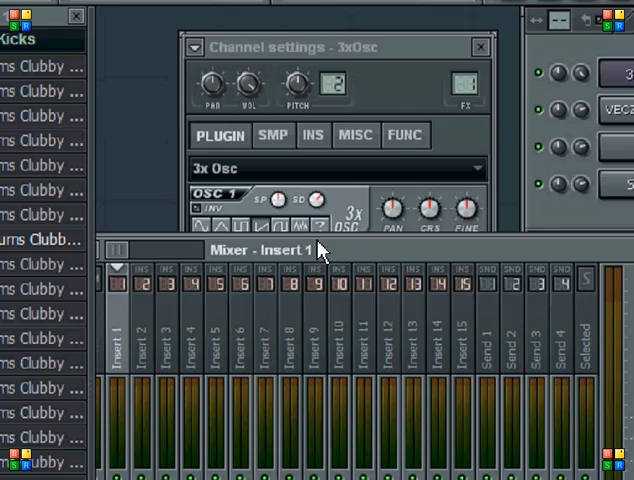 Kicks
ms Clubby ...
ms Clubby ...
ms Clubby ...
ms Clubby ...
ms Clubby ...
ms Clubby ...
ms Clubby ...
urns Clubb...
ms Clubby ...
ms Clubby ...
ms Clubby ...
ms Clubby ...
ms Clubby ...
ms Clubby ...
ms Clubby ...
ms Clubby ...
ubby ...
Channel settings - 3xOsc
PAN VOL PITCH 2 1 FX
PLUGIN SMP INS MISC FUNC
3x Osc
OSC 1 SP SD
INV
3x
OSC PAN CRS FINE
3
VEC2
S
Mixer - Insert 1
INS INS INS INS INS INS INS INS INS INS INS INS INS INS SND SND SND SND S
1 2 3 4 5 6 7 8 9 10 11 12 13 14 15 1 2 3 4
Insert 1
Insert 2
Insert 3
Insert 4
Insert 5
Insert 6
Insert 7
Insert 8
Insert 9
Insert 10
Insert 11
Insert 12
Insert 13
Insert 14
Insert 15
Send 1
Send 2
Send 3
Send 4
Selected